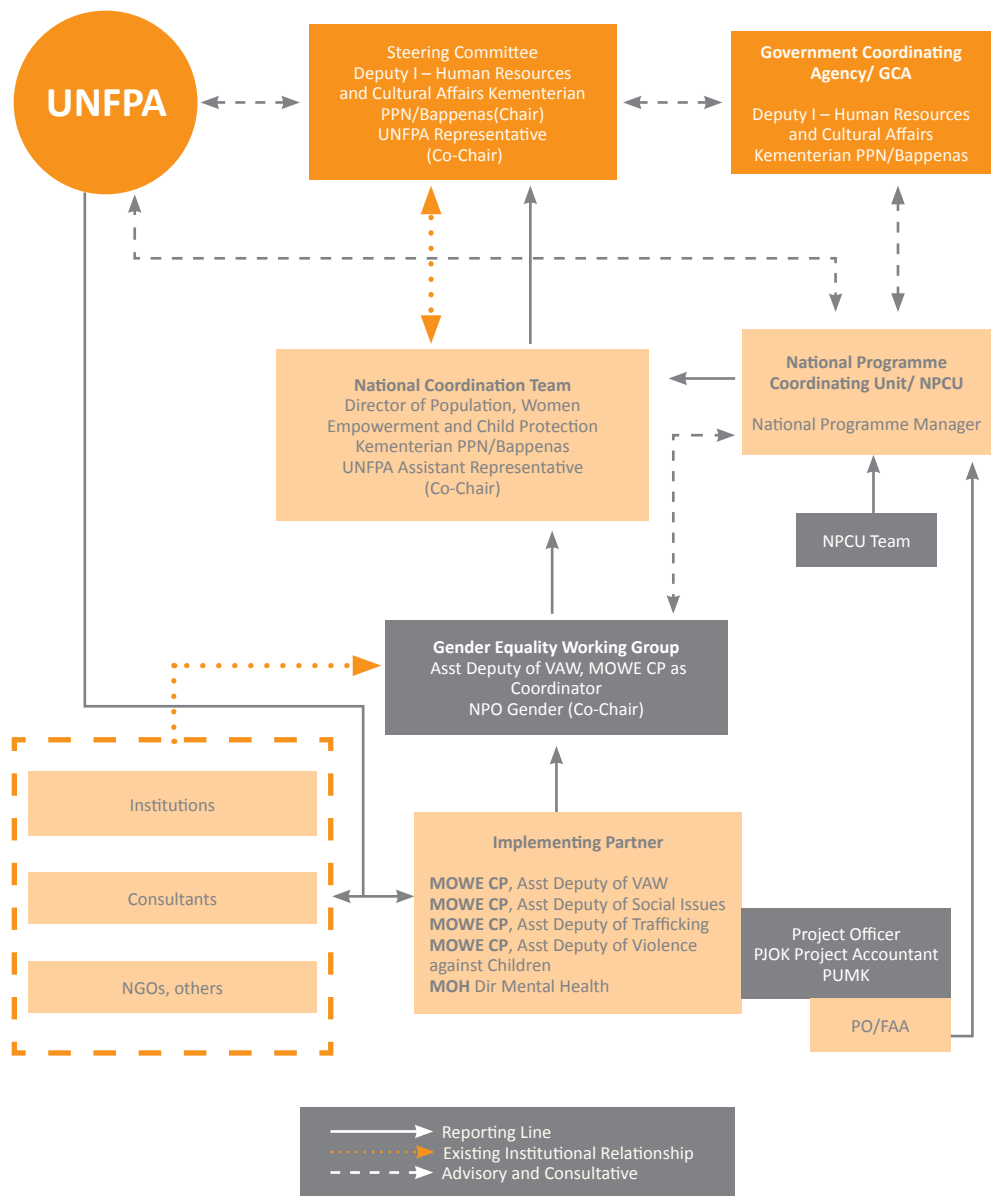 UNFPA
Steering Committee
Deputy I – Human Resources
and Cultural Affairs Kementerian
PPN/Bappenas(Chair)
UNFPA Representative
(Co-Chair)
Government Coordinating
Agency/ GCA
Deputy I – Human Resources
and Cultural Affairs
Kementerian PPN/Bappenas
National Coordination Team
Director of Population, Women
Empowerment and Child Protection
Kementerian PPN/Bappenas
UNFPA Assistant Representative
(Co-Chair)
National Programme
Coordinating Unit/ NPCU
National Programme Manager
NPCU Team
Gender Equality Working Group
Asst Deputy of VAW, MOWE CP as
Coordinator
NPO Gender (Co-Chair)
Institutions
Consultants
NGOs, others
Implementing Partner
MOWE CP, Asst Deputy of VAW
MOWE CP, Asst Deputy of Social Issues
MOWE CP, Asst Deputy of Trafficking
MOWE CP, Asst Deputy of Violence
against Children
MOH Dir Mental Health
Project Officer
PJOK Project Accountant
PUMK
PO/FAA
Reporting Line
Existing Institutional Relationship
Advisory and Consultative